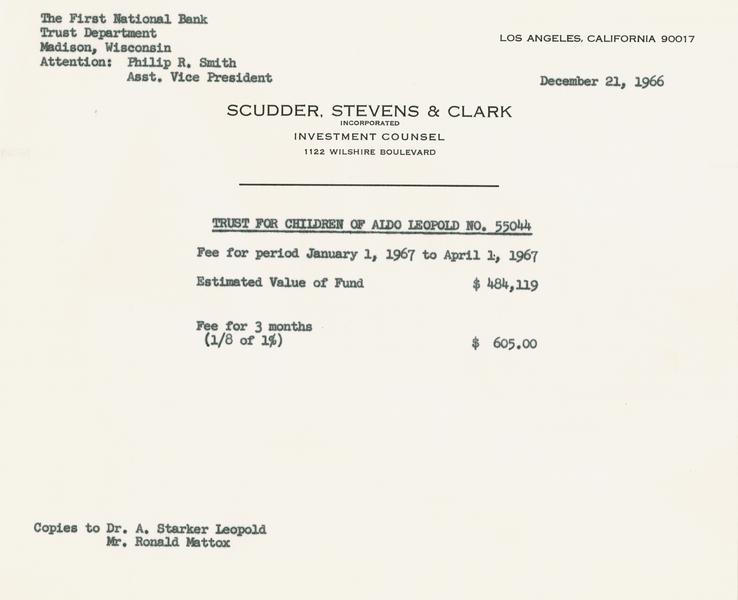 The First National Bank
Trust Department
Madison, Wisconsin
Attention: Philip R. Smith
Asst. Vice President
LOS ANGELES, CALIFORNIA 90017
December 21, 1966
SCUDDER, STEVENS & CLARK
INCORPORATED
INVESTMENT COUNSEL
1122 WILSHIRE BOULEVARD
TRUST FOR CHILDREN OF ALDO LEOPOLD NO. 55044
Fee for period January 1, 1967 to April 1, 1967
Estimated Value of Fund $ 484,119
Fee for 3 months
(1/8 of 1%) $ 605.00
Copies to Dr. A. Starker Leopold
Mr. Ronald Mattox